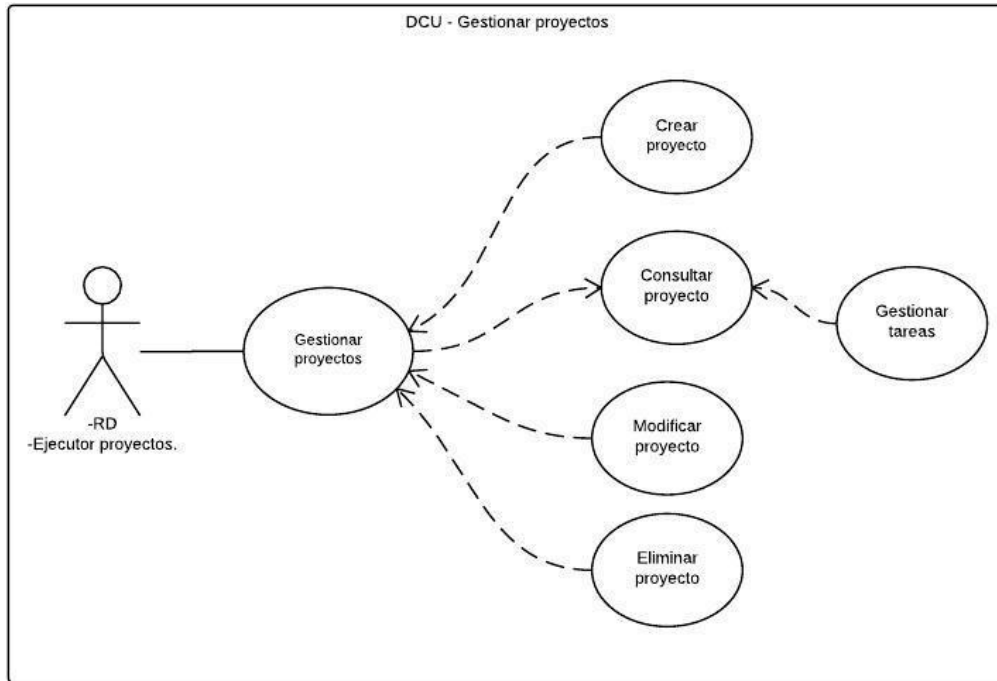 DCU - Gestionar proyectos
Crear
proyecto
Consultar
proyecto
Gestionar
tareas
Gestionar
proyectos
-RD
-Ejecutor proyectos.
Modificar
proyecto
Eliminar
proyecto